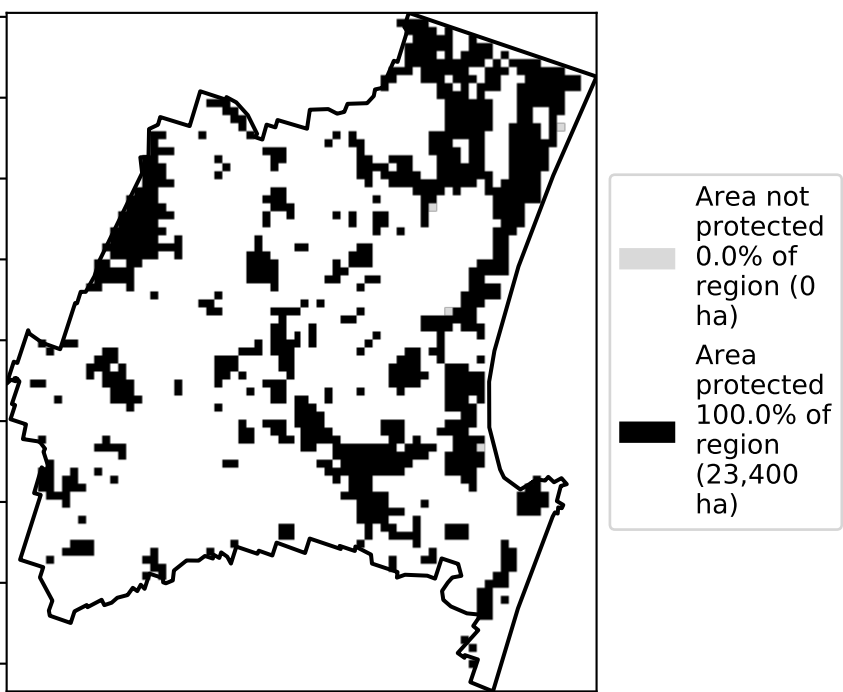 Area not
protected
0.0% of
region (0
ha)
Area
protected
100.0% of
region
(23,400
ha)